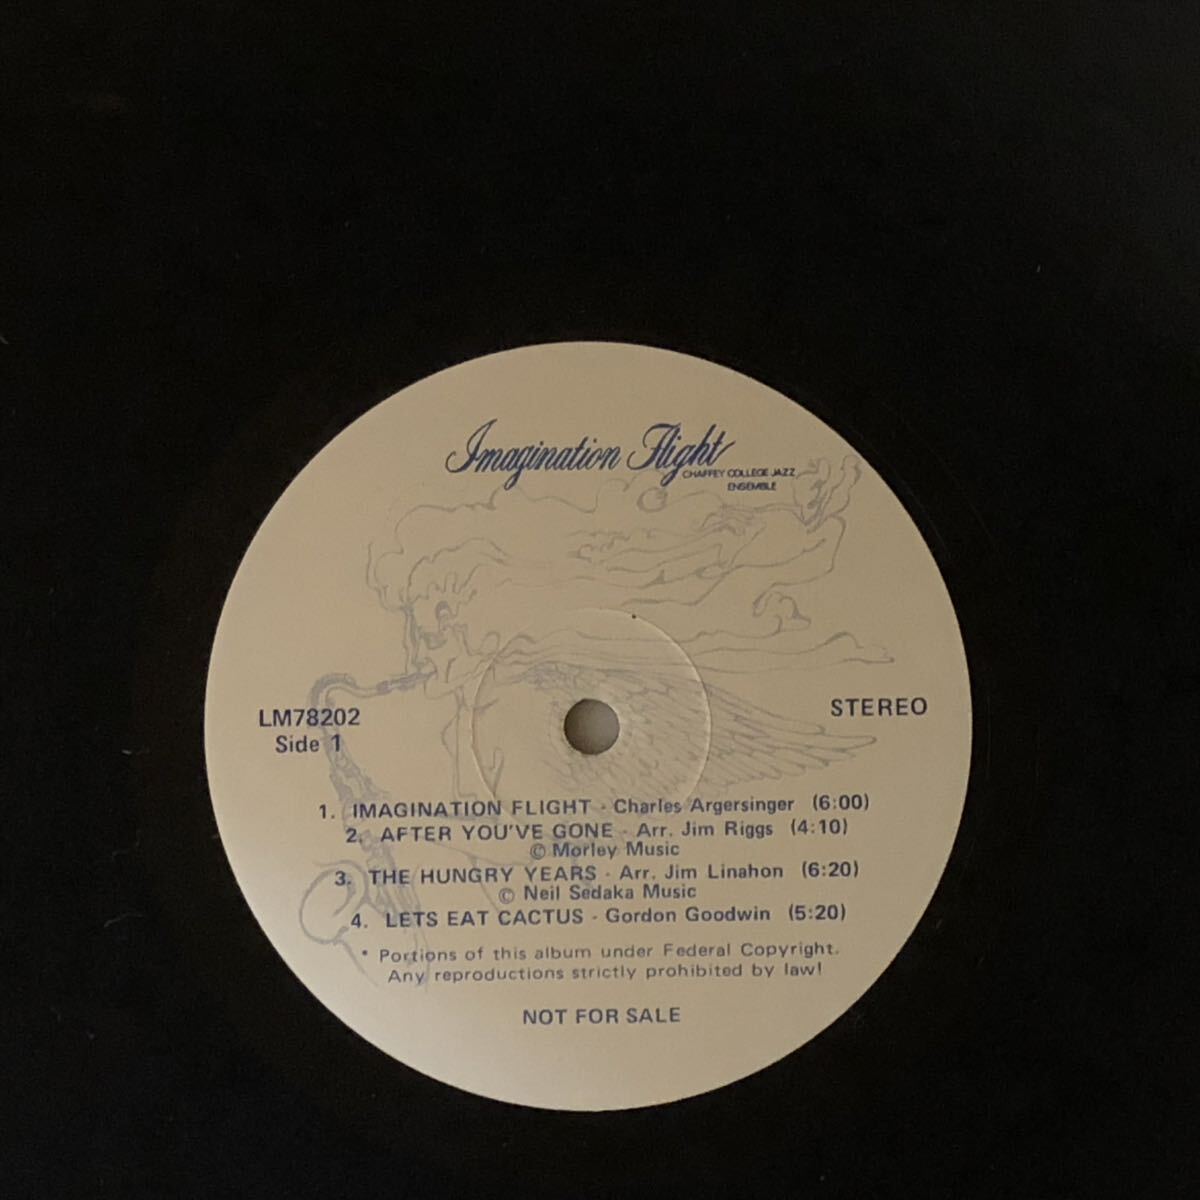 Imagination Flight
CHAFFEY COLLEGE JAZZ
ENSEMBLE
LM78202
Side 1
STEREO
1. IMAGINATION FLIGHT - Charles Argersinger (6:00)
2. AFTER YOU'VE GONE - Arr. Jim Riggs (4:10)
© Morley Music
3. THE HUNGRY YEARS - Arr. Jim Linahon (6:20)
© Neil Sedaka Music
4. LETS EAT CACTUS - Gordon Goodwin (5:20)
* Portions of this album under Federal Copyright.
Any reproductions strictly prohibited by law!
NOT FOR SALE